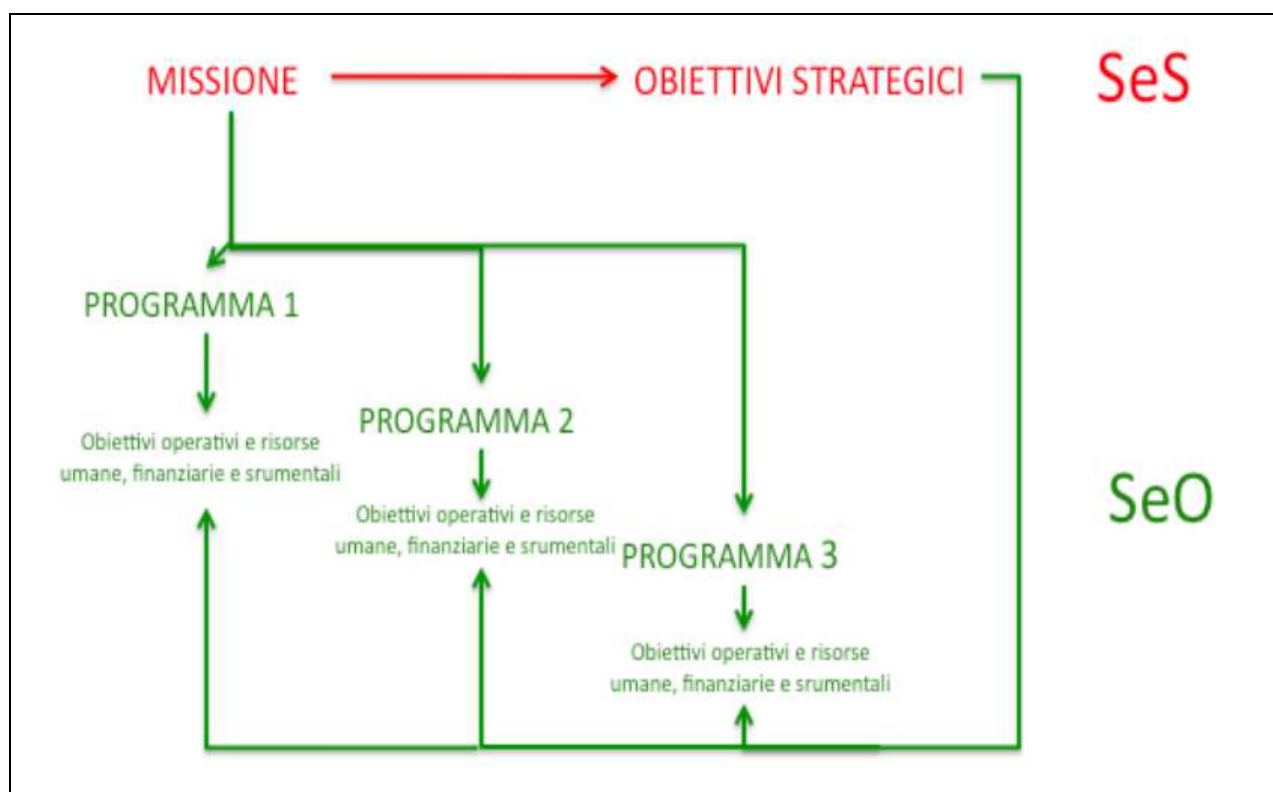 MISSIONE
OBIETTIVI STRATEGICI
SeS
PROGRAMMA 1
Obiettivi operativi e risorse
umane, finanziarie e srumentali
PROGRAMMA 2
Obiettivi operativi e risorse
umane, finanziarie e srumentali
SeO
PROGRAMMA 3
Obiettivi operativi e risorse
umane, finanziarie e srumentali